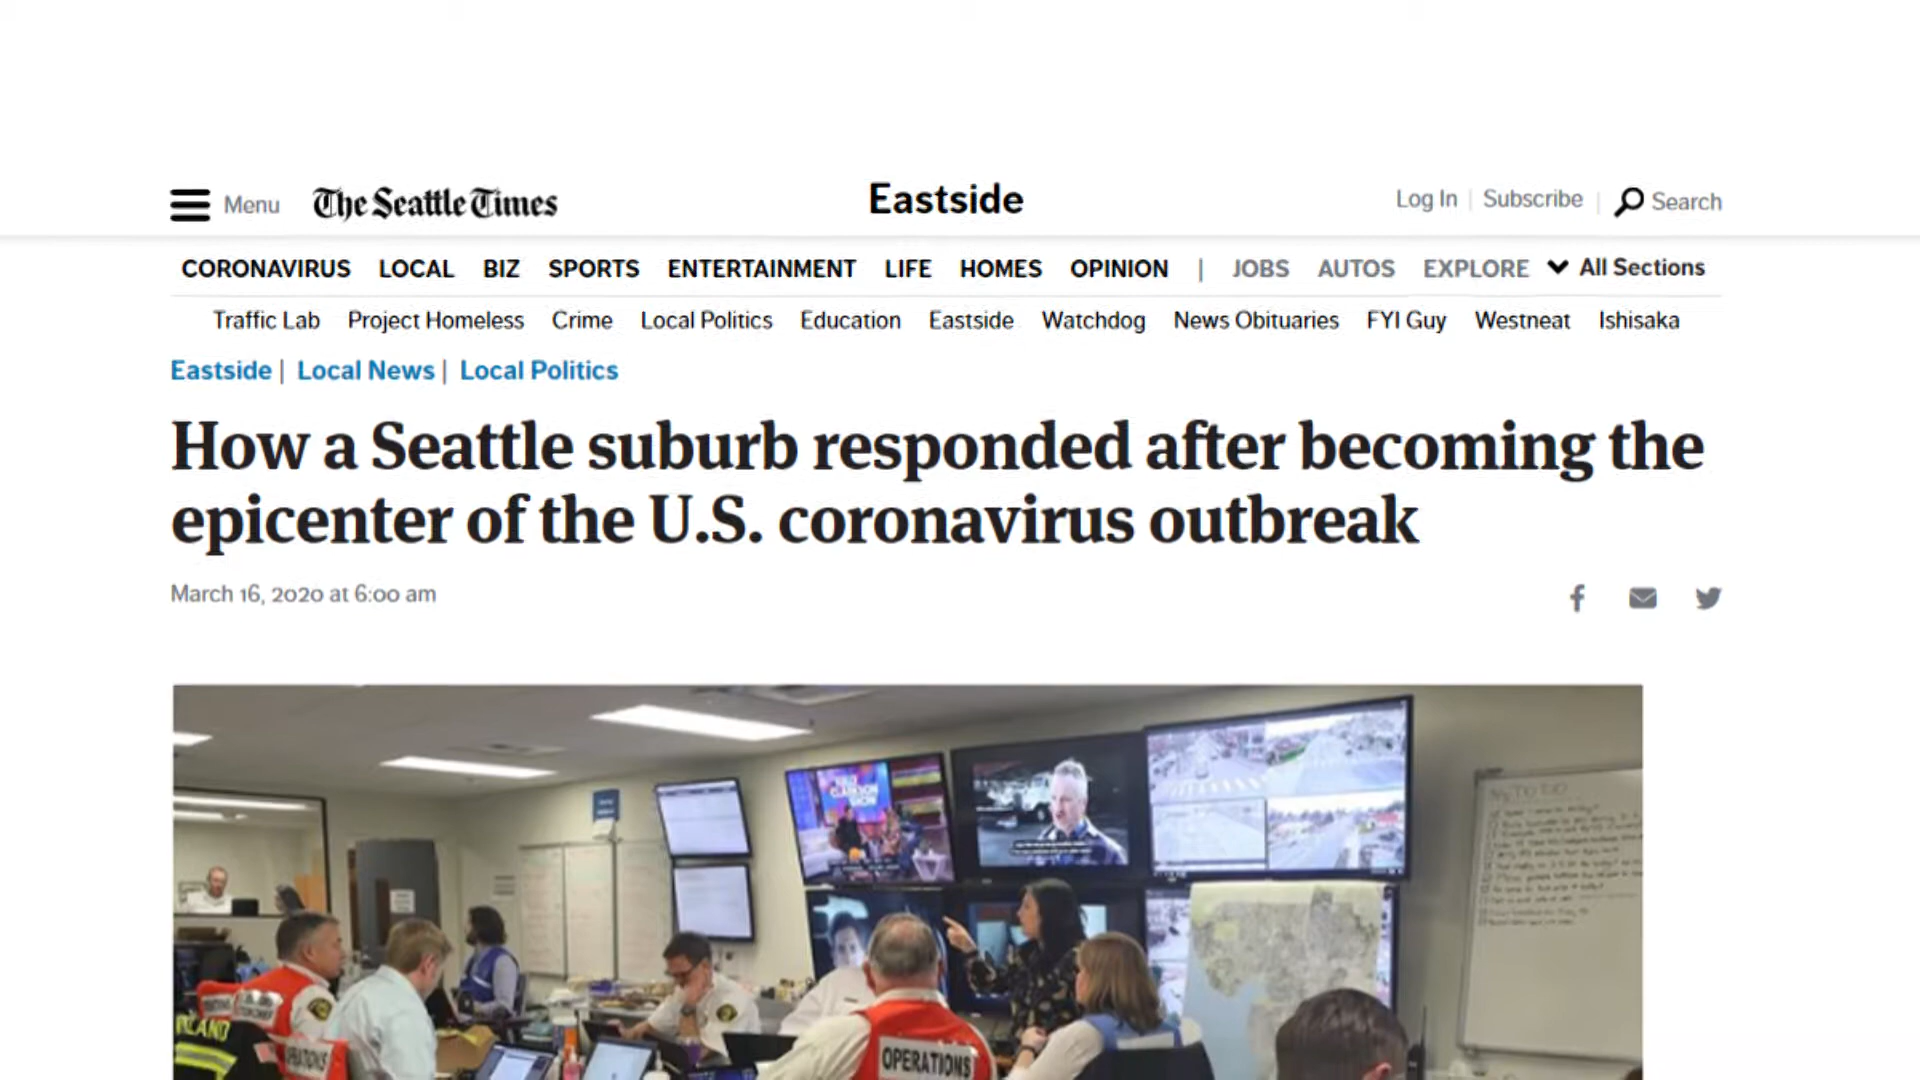 Menu
The Seattle Times
Eastside
Log In | Subscribe | Search
CORONAVIRUS LOCAL BIZ SPORTS ENTERTAINMENT LIFE HOMES OPINION | JOBS AUTOS EXPLORE All Sections
Traffic Lab Project Homeless Crime Local Politics Education Eastside Watchdog News Obituaries FYI Guy Westneat Ishisaka
Eastside | Local News | Local Politics
How a Seattle suburb responded after becoming the
epicenter of the U.S. coronavirus outbreak
March 16, 2020 at 6:00 am
OPERATIONS